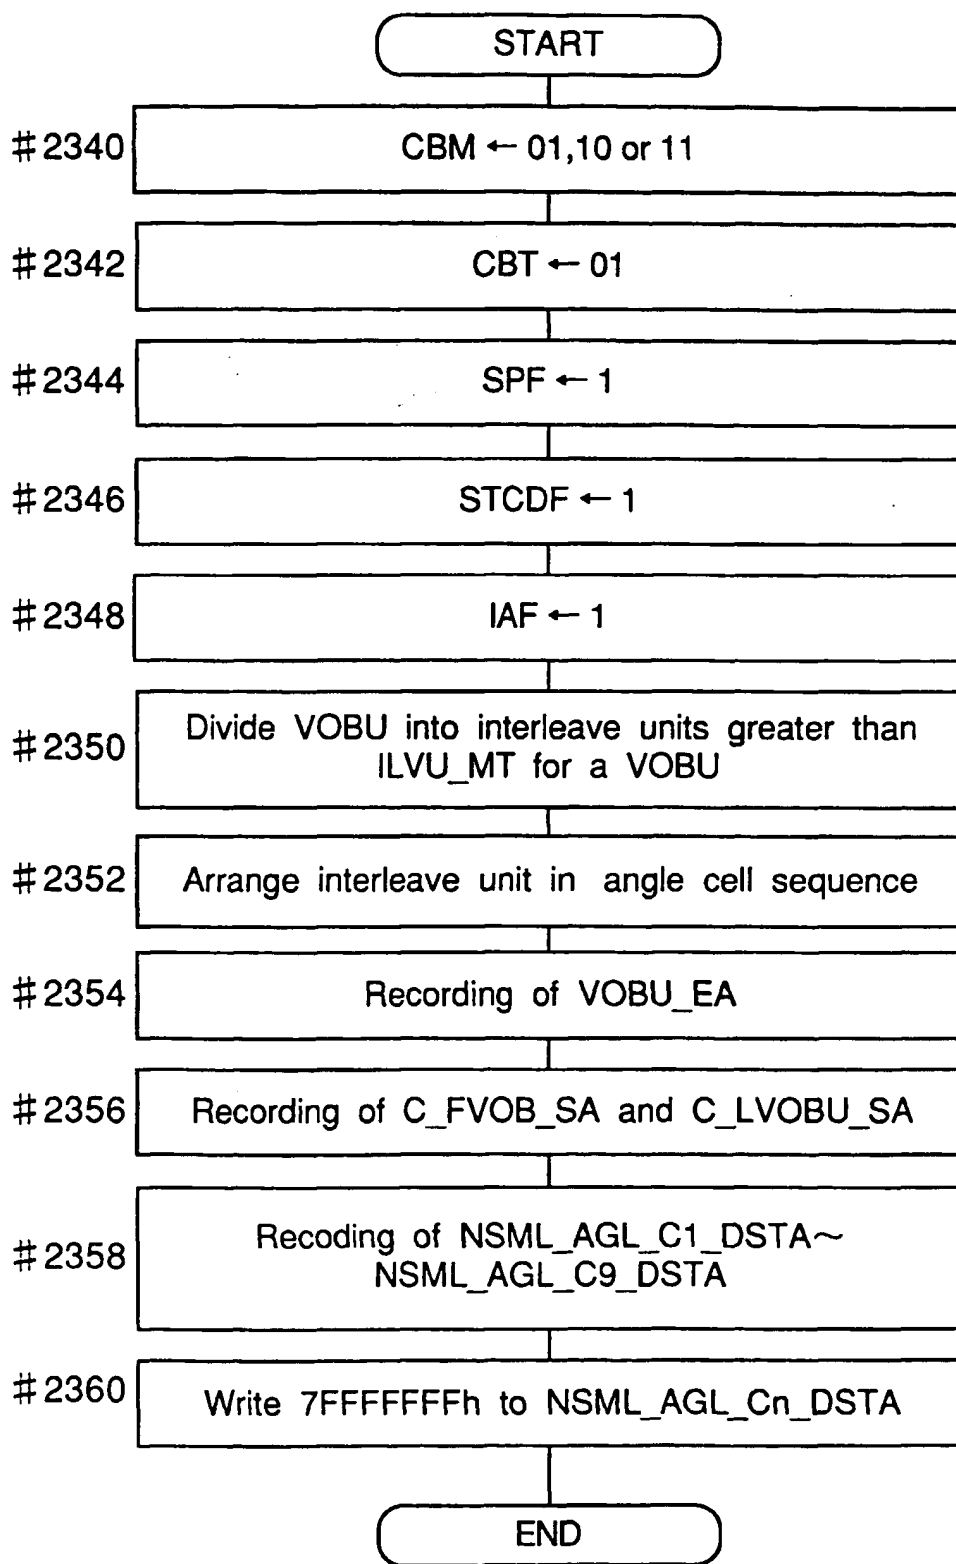 START
#2340 CBM ← 01,10 or 11
#2342 CBT ← 01
#2344 SPF ← 1
#2346 STCDF ← 1
#2348 IAF ← 1
#2350 Divide VOBU into interleave units greater than
ILVU_MT for a VOBU
#2352 Arrange interleave unit in angle cell sequence
#2354 Recording of VOBU_EA
#2356 Recording of C_FVOB_SA and C_LVOBU_SA
#2358 Recoding of NSML_AGL_C1_DSTA~
NSML_AGL_C9_DSTA
#2360 Write 7FFFFFFFh to NSML_AGL_Cn_DSTA
END